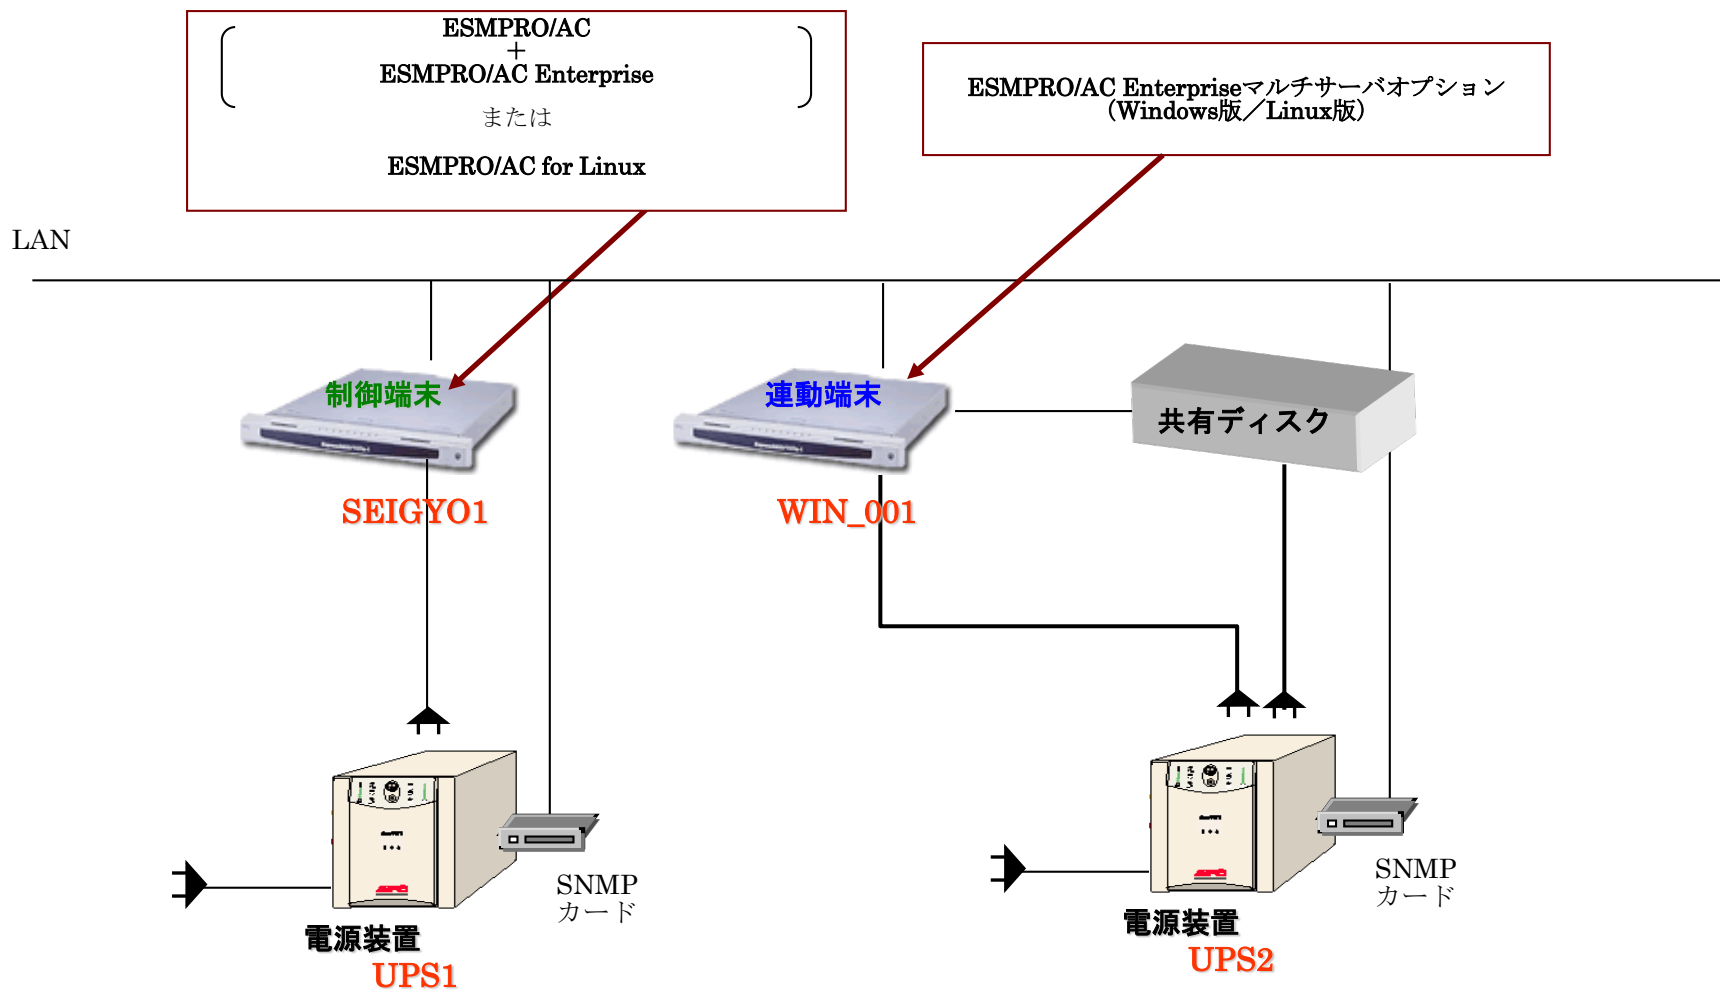 ESMPRO/AC
＋
ESMPRO/AC Enterprise
または
ESMPRO/AC for Linux
ESMPRO/AC Enterpriseマルチサーバオプション
（Windows版／Linux版）
LAN
制御端末
連動端末
共有ディスク
SEIGYO1
WIN_001
APC
APC
SNMP
カード
SNMP
カード
電源装置
UPS1
電源装置
UPS2